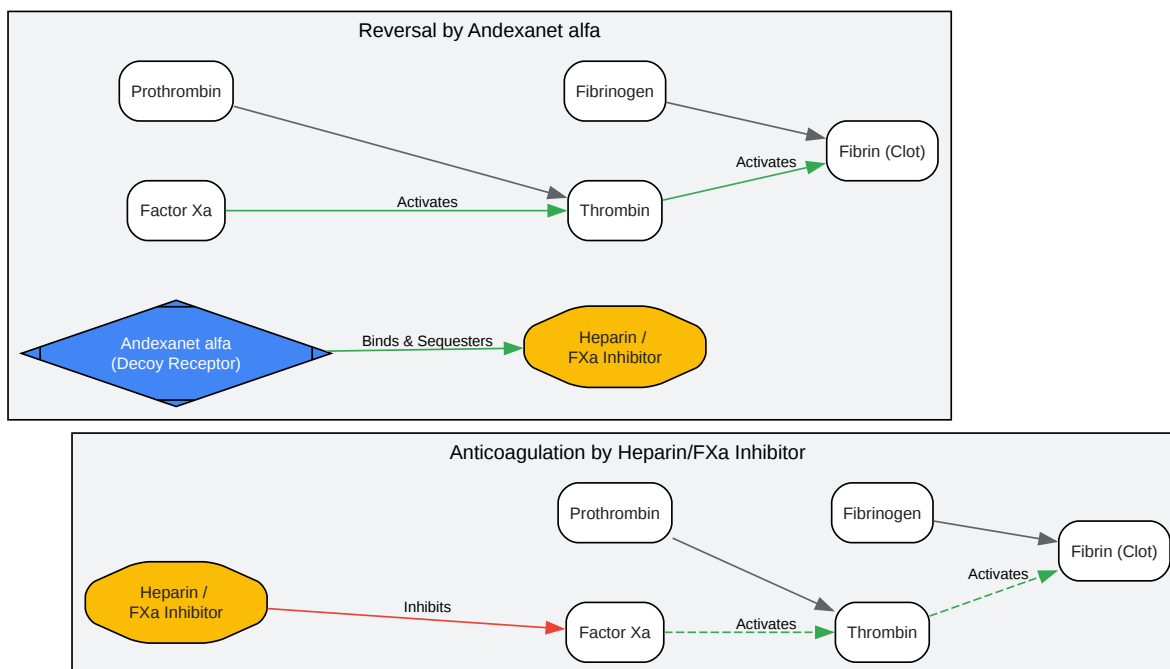 Reversal by Andexanet alfa
Prothrombin
Fibrinogen
Fibrin (Clot)
Activates
Factor Xa
Activates
Thrombin
Andexanet alfa
(Decoy Receptor)
Binds & Sequesters
Heparin /
FXa Inhibitor
Anticoagulation by Heparin/FXa Inhibitor
Prothrombin
Fibrinogen
Fibrin (Clot)
Activates
Heparin /
FXa Inhibitor
Inhibits
Factor Xa
Activates
Thrombin